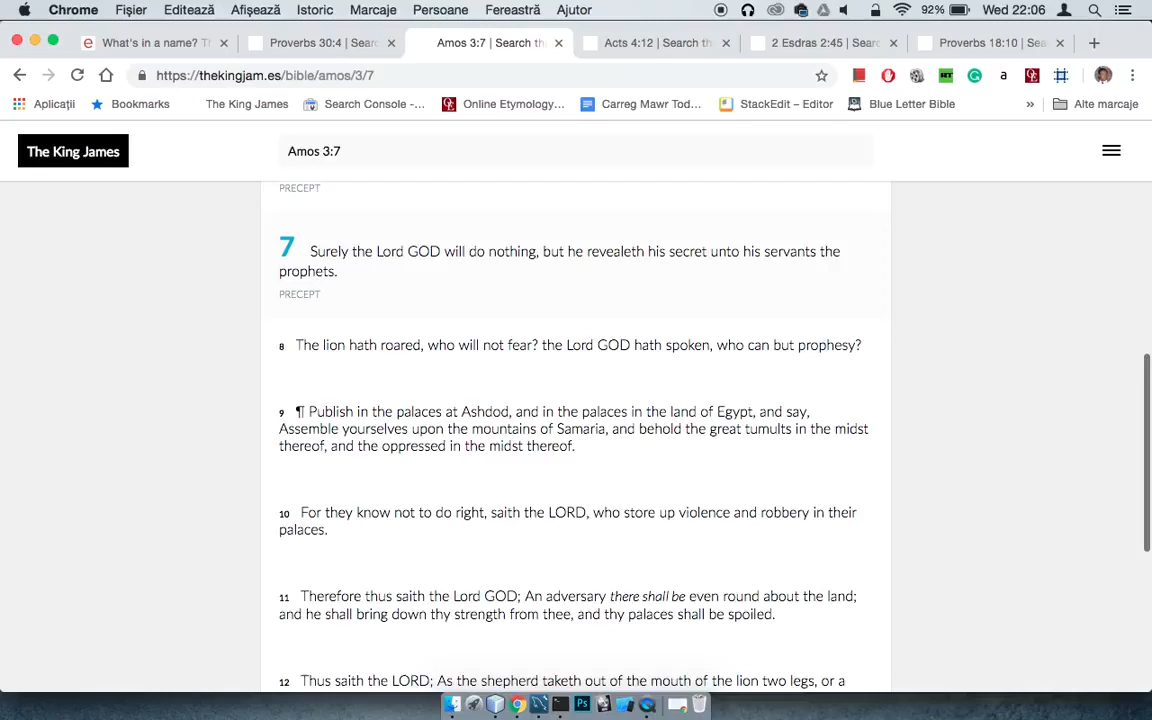 Chrome Fișier Editează Afișează Istoric Marcaje Persoane Fereastră Ajutor 92% Wed 22:06
What's in a name? Th Proverbs 30:4 | Searc Amos 3:7 | Search the Acts 4:12 | Search th 2 Esdras 2:45 | Searc Proverbs 18:10 | Sea
https://thekingjam.es/bible/amos/3/7
Aplicații Bookmarks The King James Search Console -... Online Etymology... Carreg Mawr Tod... StackEdit – Editor Blue Letter Bible » Alte marcaje
The King James Amos 3:7
PRECEPT
7 Surely the Lord GOD will do nothing, but he revealeth his secret unto his servants the
prophets.
PRECEPT
8 The lion hath roared, who will not fear? the Lord GOD hath spoken, who can but prophesy?
9 ¶ Publish in the palaces at Ashdod, and in the palaces in the land of Egypt, and say,
Assemble yourselves upon the mountains of Samaria, and behold the great tumults in the midst
thereof, and the oppressed in the midst thereof.
10 For they know not to do right, saith the LORD, who store up violence and robbery in their
palaces.
11 Therefore thus saith the Lord GOD; An adversary there shall be even round about the land;
and he shall bring down thy strength from thee, and thy palaces shall be spoiled.
12 Thus saith the LORD; As the shepherd taketh out of the mouth of the lion two legs, or a